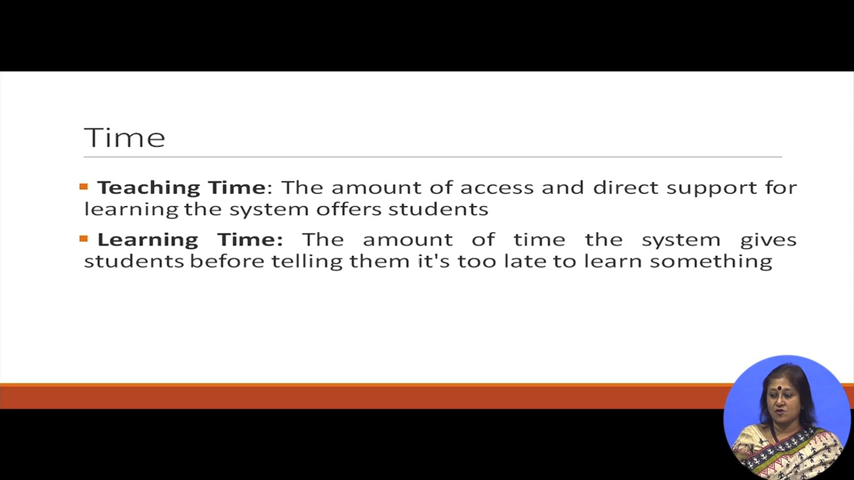 Time
Teaching Time: The amount of access and direct support for
learning the system offers students
Learning Time: The amount of time the system gives
students before telling them it's too late to learn something